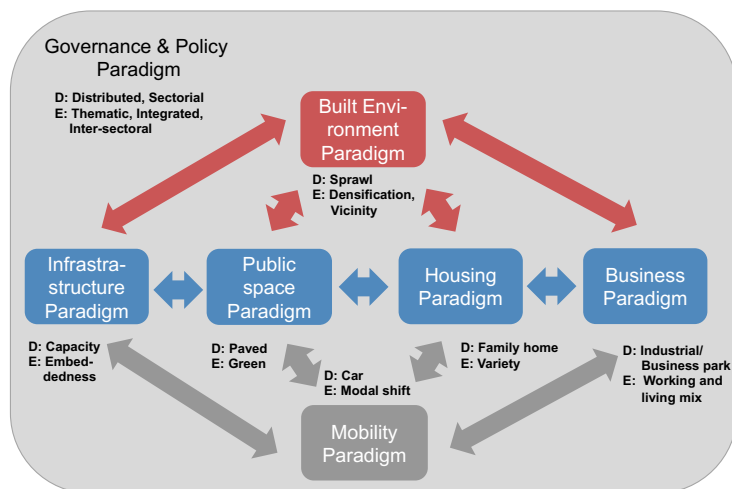 Governance & Policy
Paradigm
D: Distributed, Sectorial
E: Thematic, Integrated,
Inter-sectoral
Built Envi-
ronment
Paradigm
D: Sprawl
E: Densification,
Vicinity
Infrastra-
structure
Paradigm
Public
space
Paradigm
Housing
Paradigm
Business
Paradigm
D: Capacity
E: Embed-
dedness
D: Paved
E: Green
D: Car
E: Modal shift
D: Family home
E: Variety
D: Industrial/
Business park
E: Working and
living mix
Mobility
Paradigm